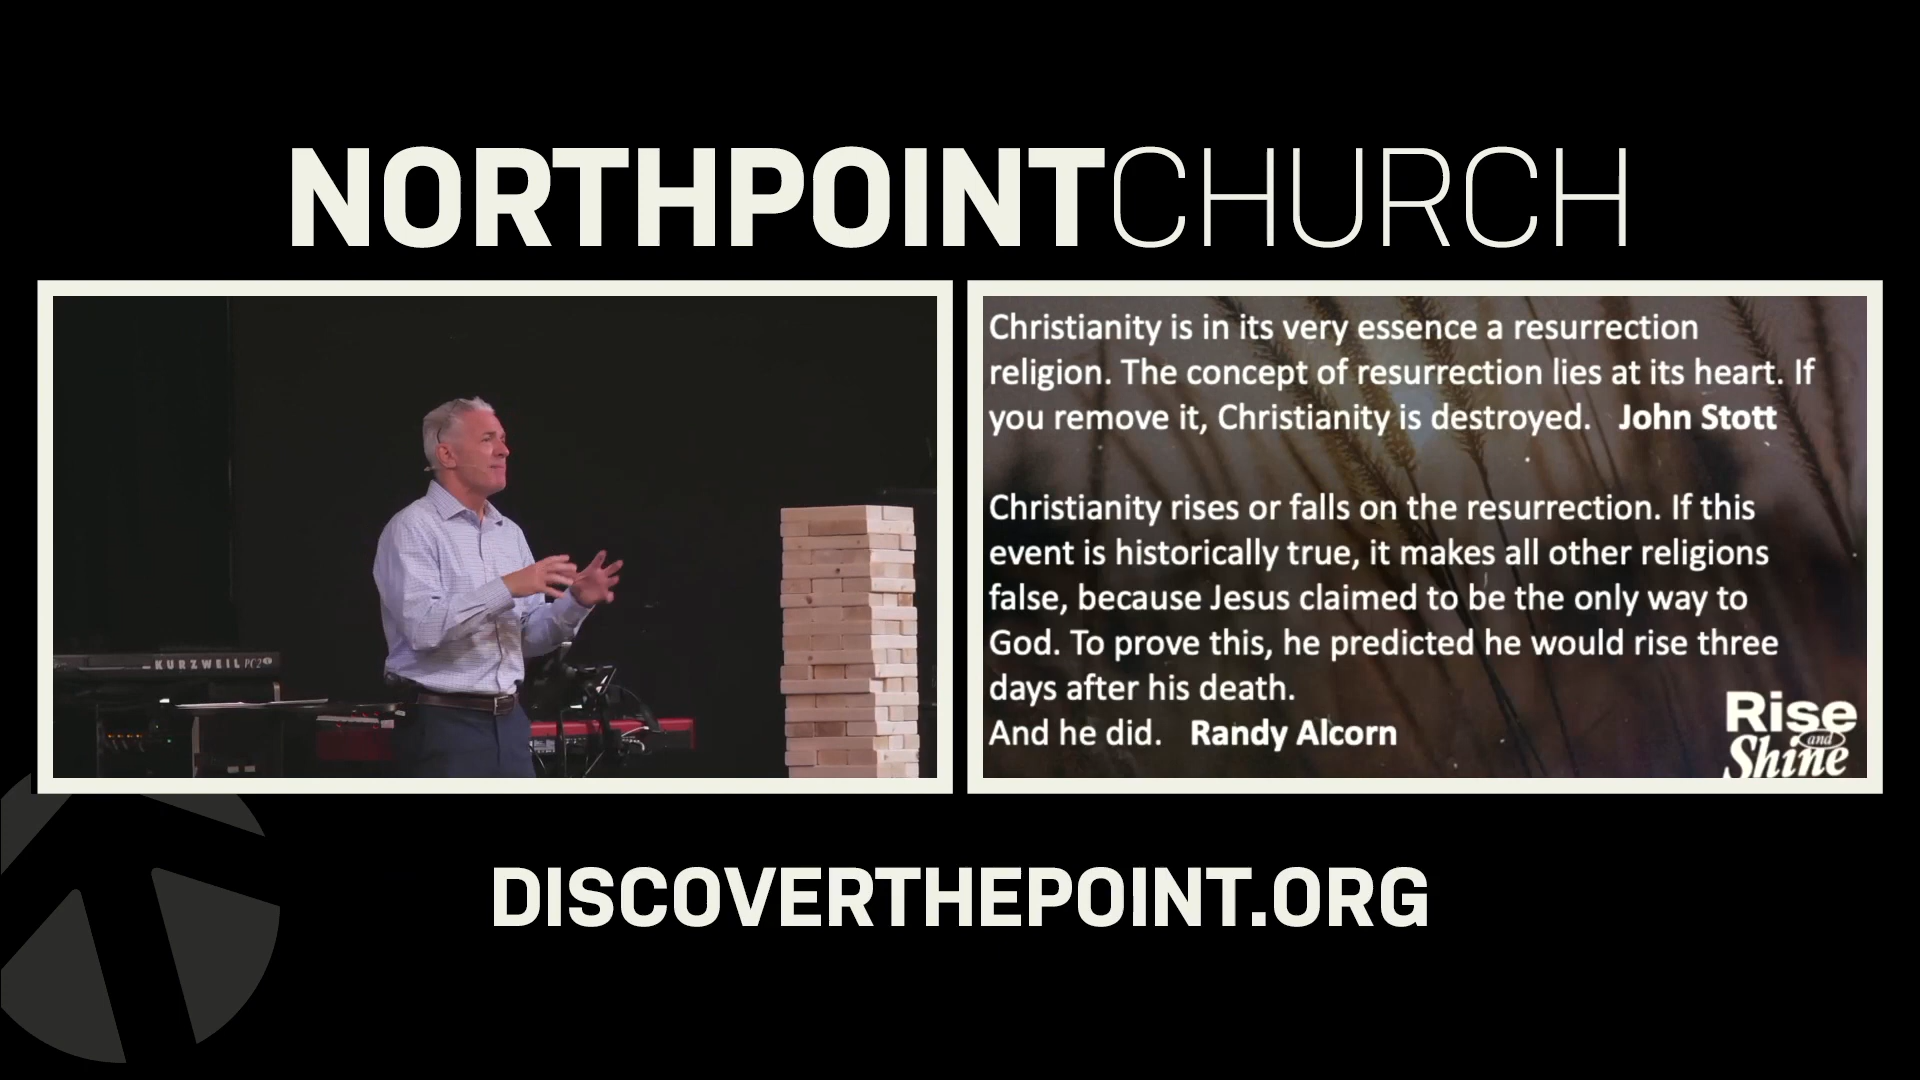 NORTHPOINTCHURCH
KURZWEIL PC2
Christianity is in its very essence a resurrection
religion. The concept of resurrection lies at its heart. If
you remove it, Christianity is destroyed. John Stott
Christianity rises or falls on the resurrection. If this
event is historically true, it makes all other religions
false, because Jesus claimed to be the only way to
God. To prove this, he predicted he would rise three
days after his death.
And he did. Randy Alcorn
Rise
and
Shine
DISCOVERTHEPOINT.ORG